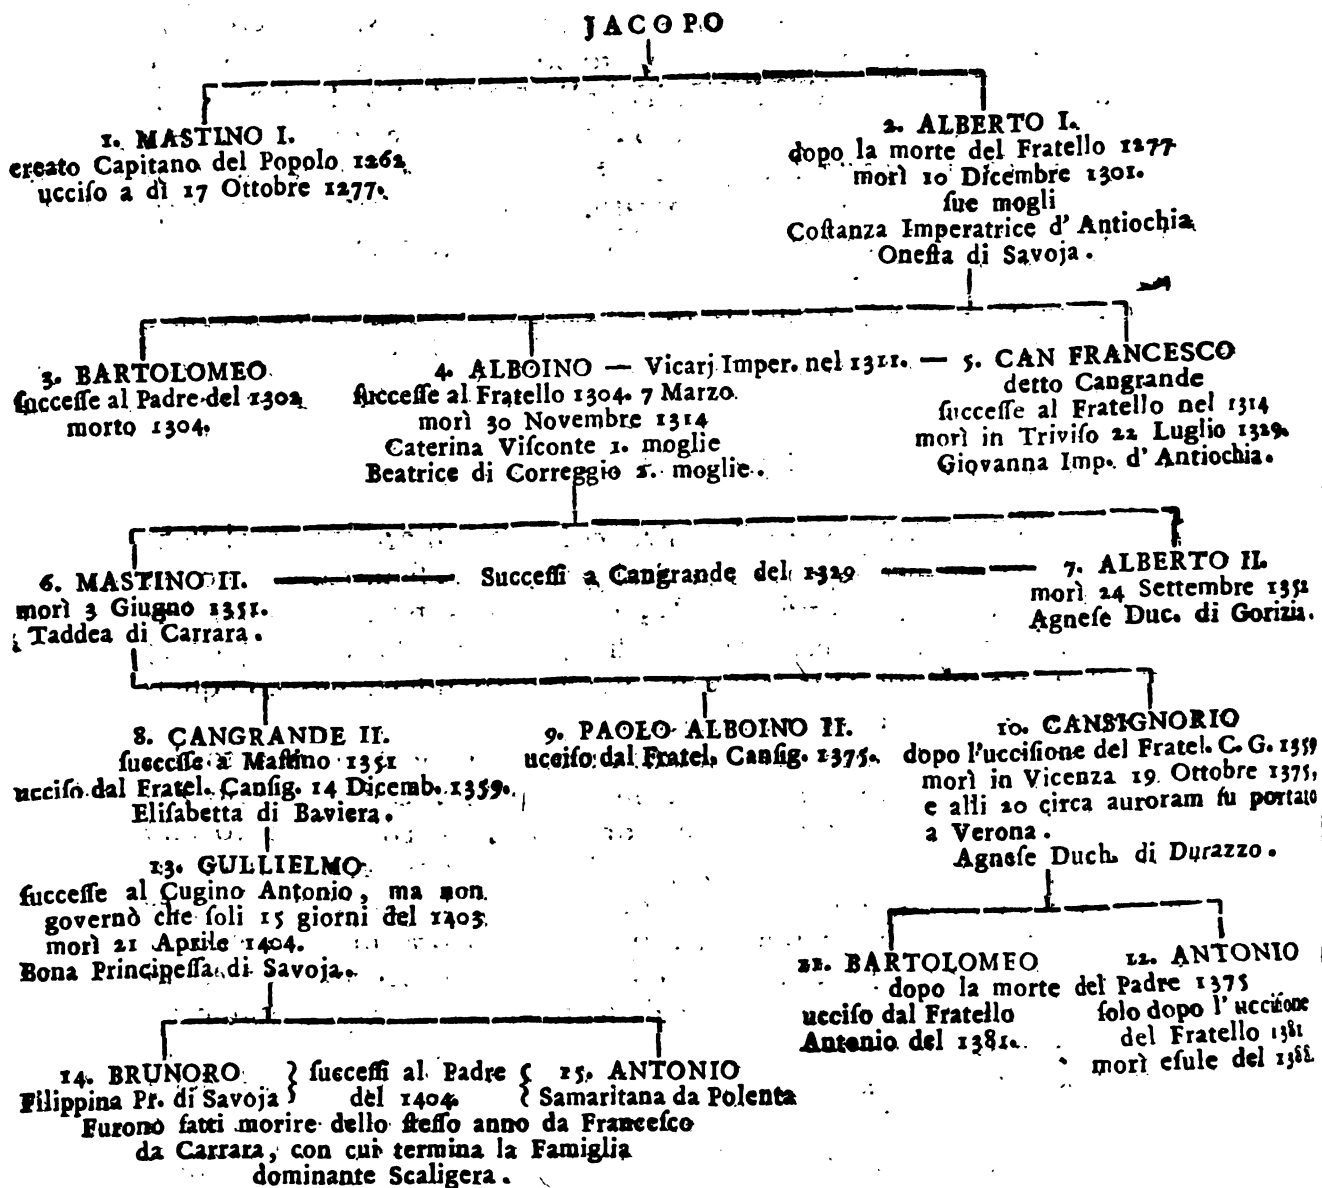 JACOPO
1. MASTINO I.
creato Capitano del Popolo 1262
ucciſo a dì 17 Ottobre 1277.
2. ALBERTO I.
dopo la morte del Fratello 1277
morì 10 Dicembre 1301.
ſue mogli
Coſtanza Imperatrice d' Antiochia
Oneſta di Savoja.
3. BARTOLOMEO
ſucceſſe al Padre del 1302
morto 1304.
4. ALBOINO — Vicarj Imper. nel 1311. — 5. CAN FRANCESCO
ſucceſſe al Fratello 1304. 7 Marzo.
morì 30 Novembre 1314
Caterina Viſconte 1. moglie
Beatrice di Correggio 2. moglie.
detto Cangrande
ſucceſſe al Fratello nel 1314
morì in Triviſo 22 Luglio 1329.
Giovanna Imp. d' Antiochia.
6. MASTINO II. — Succeſſi a Cangrande del 1329 — 7. ALBERTO II.
morì 3 Giugno 1351.
Taddea di Carrara.
morì 24 Settembre 1352
Agneſe Duc. di Gorizia.
8. CANGRANDE II.
ſucceſſe a Maſtino 1351
ucciſo dal Fratel. Canſig. 14 Dicemb. 1359.
Eliſabetta di Baviera.
9. PAOLO ALBOINO II.
ucciſo dal Fratel. Canſig. 1375.
10. CANSIGNORIO
dopo l'ucciſione del Fratel. C. G. 1359
morì in Vicenza 19 Ottobre 1375,
e alli 20 circa auroram fu portato
a Verona.
Agneſe Duch. di Durazzo.
13. GULLIELMO
ſucceſſe al Cugino Antonio, ma non
governò che ſoli 15 giorni del 1403.
morì 21 Aprile 1404.
Bona Principeſſa di Savoja.
11. BARTOLOMEO
12. ANTONIO
dopo la morte del Padre 1375
ucciſo dal Fratello
Antonio del 1381.
ſolo dopo l' ucciſione
del Fratello 1381
morì eſule del 1388.
14. BRUNORO } ſucceſſi al Padre { 15. ANTONIO
Filippina Pr. di Savoja } del 1404. { Samaritana da Polenta
Furono fatti morire dello ſteſſo anno da Franceſco
da Carrara, con cui termina la Famiglia
dominante Scaligera.